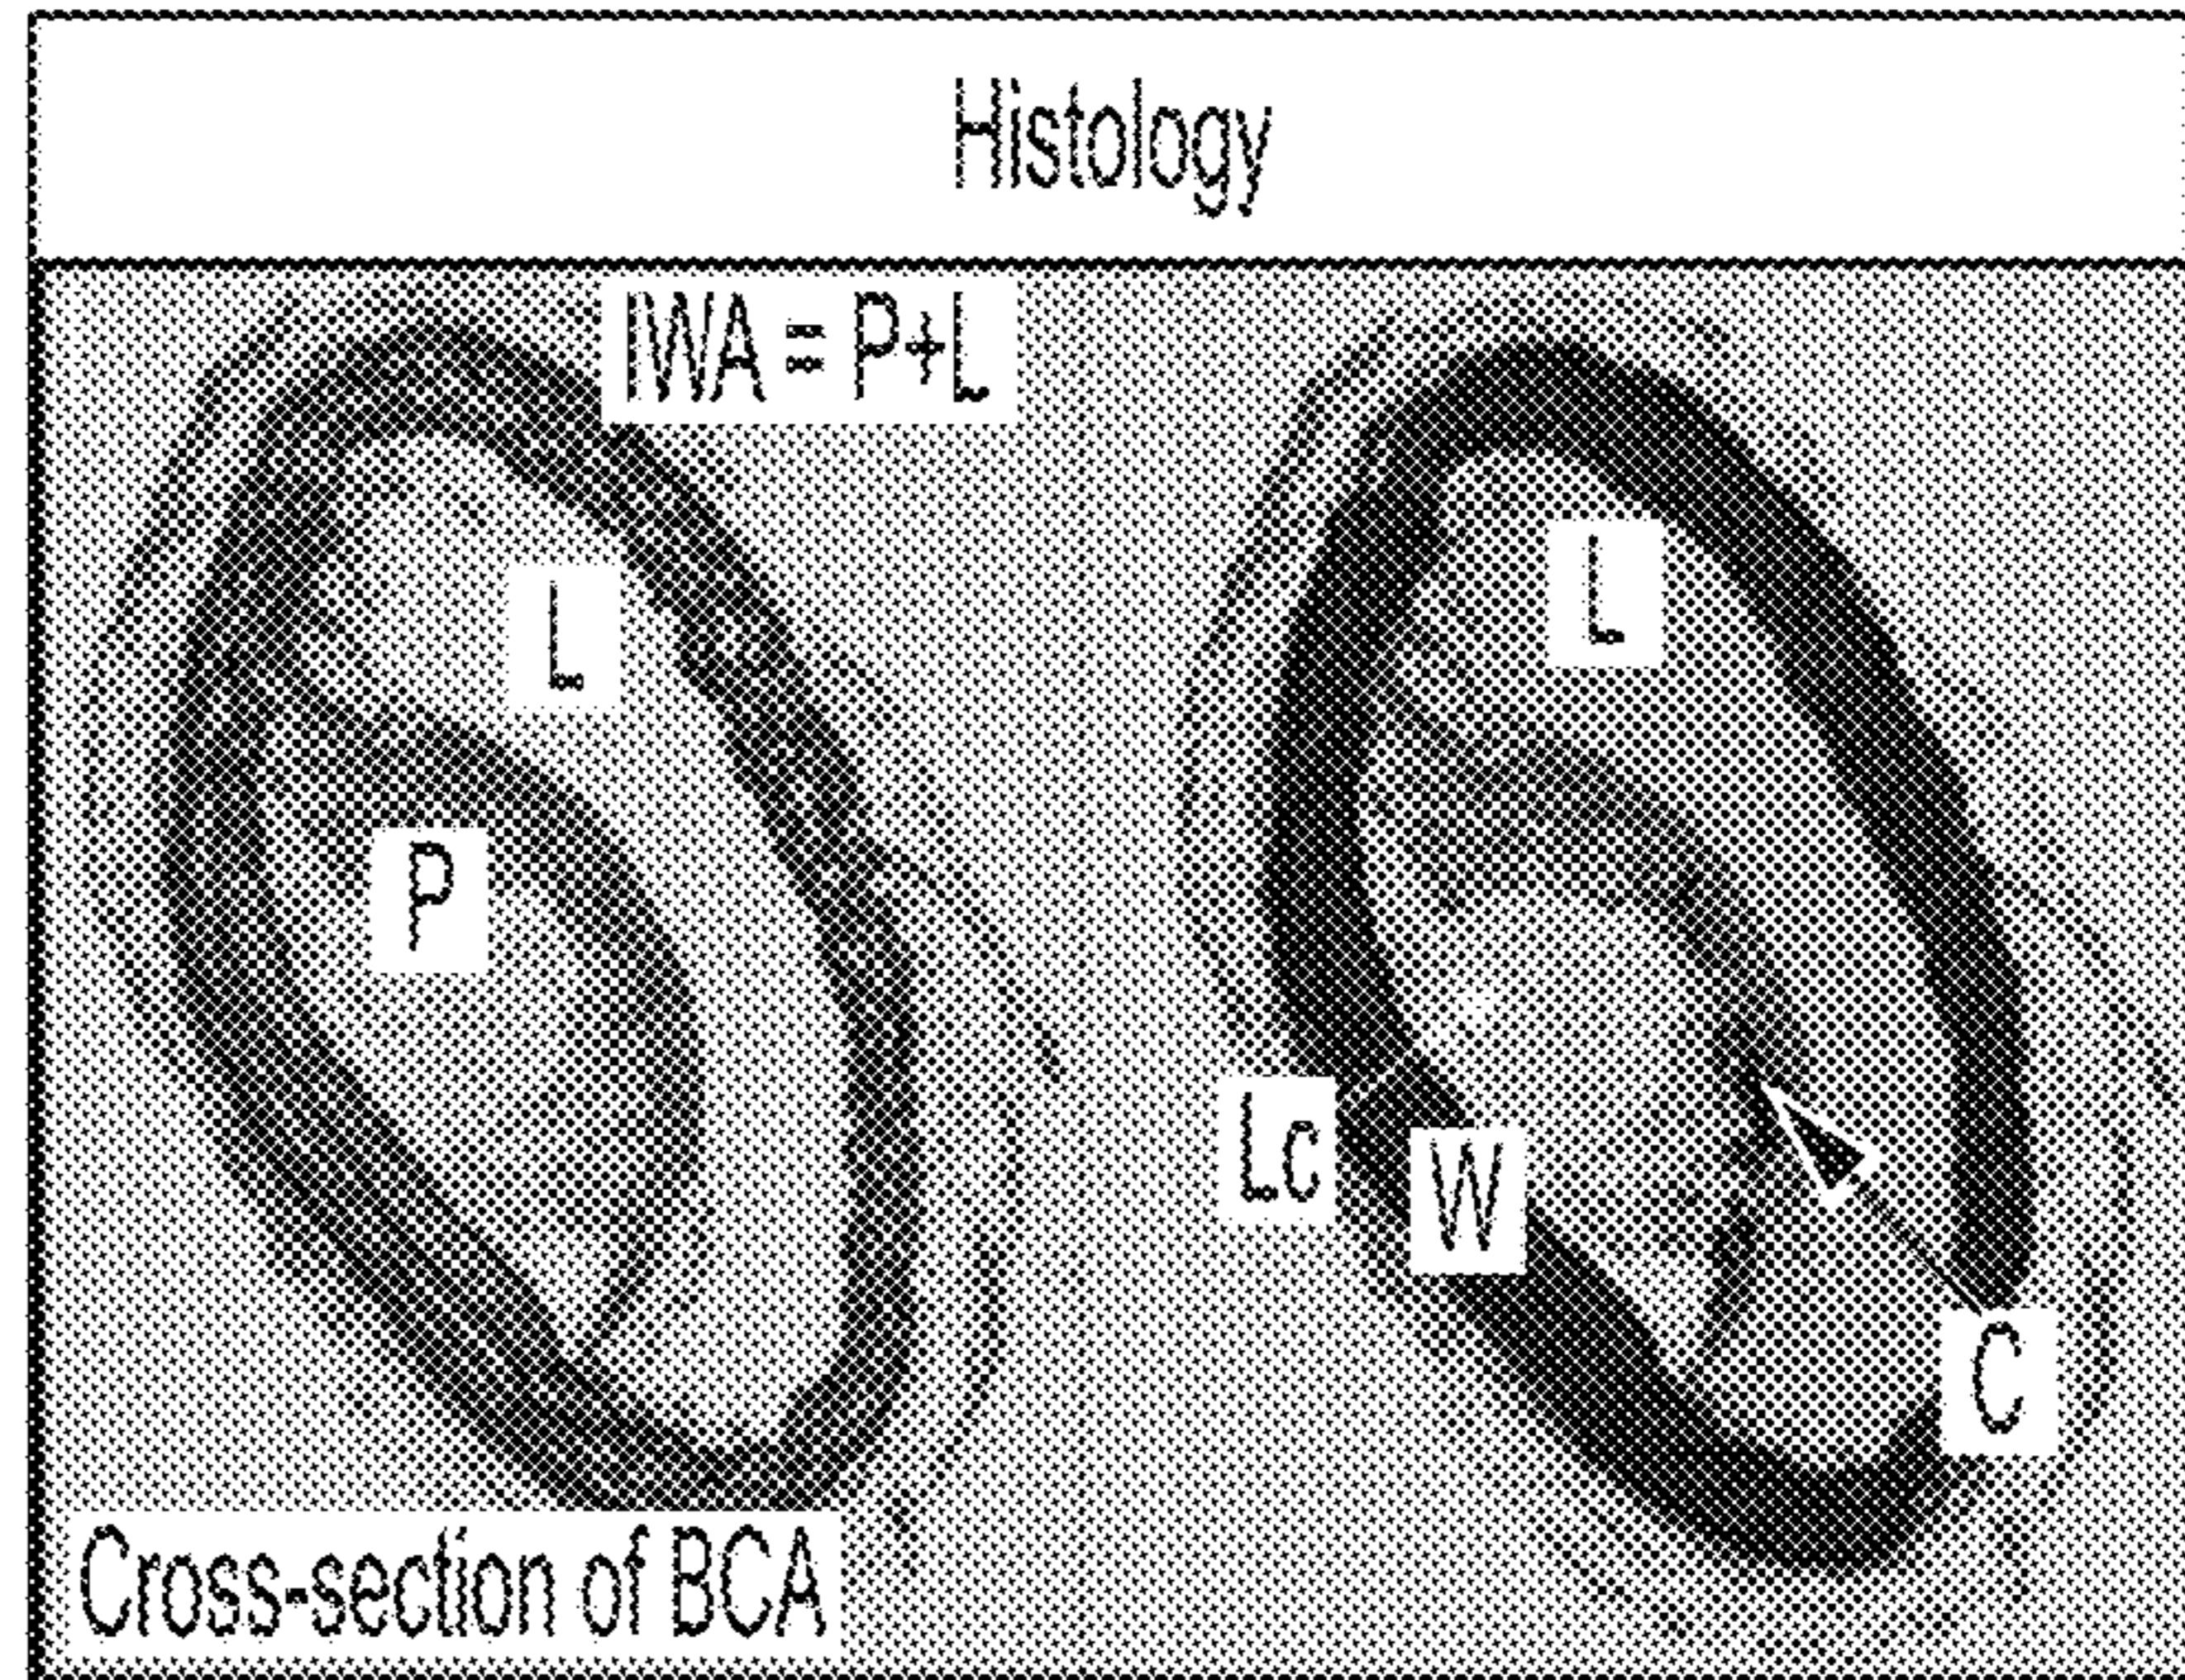 Histology
IWA = P+L
L
P
Cross-section of BCA
L
Lc
W
C